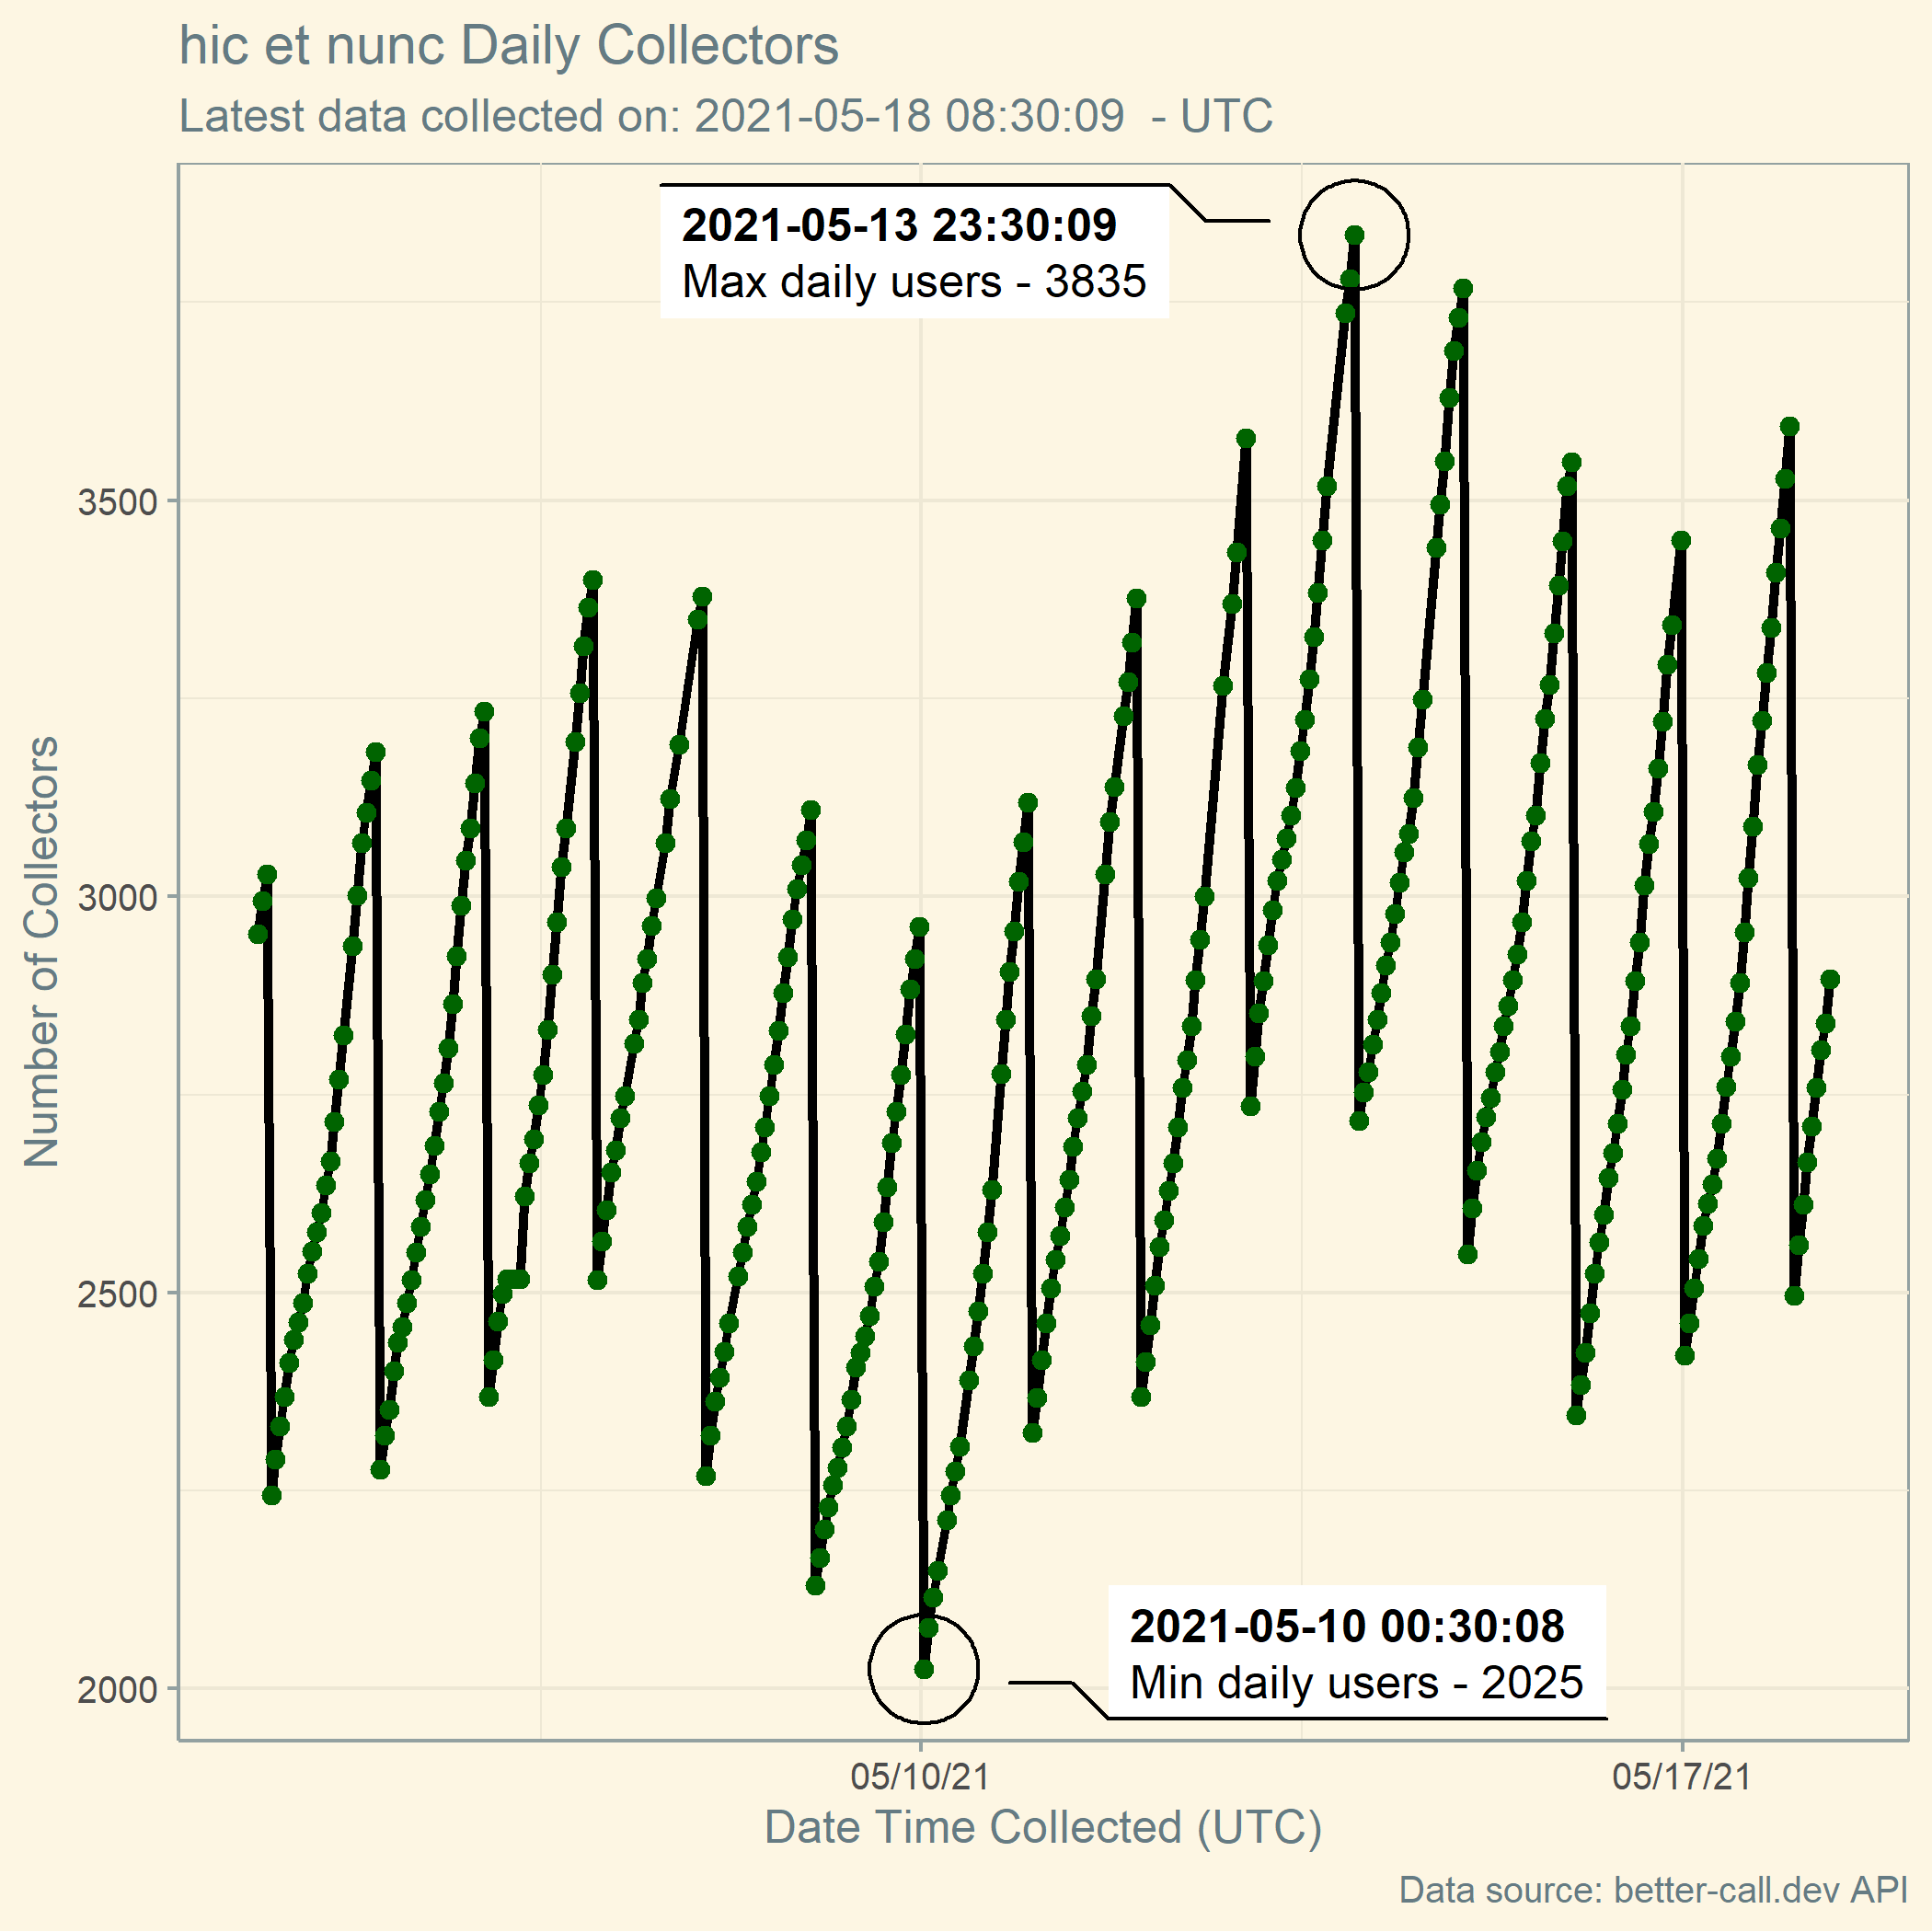 hic et nunc Daily Collectors
Latest data collected on: 2021-05-18 08:30:09  - UTC
2021-05-13 23:30:09
Max daily users - 3835
3500
3000
2500
2000
Number of Collectors
2021-05-10 00:30:08
Min daily users - 2025
05/10/21
05/17/21
Date Time Collected (UTC)
Data source: better-call.dev API